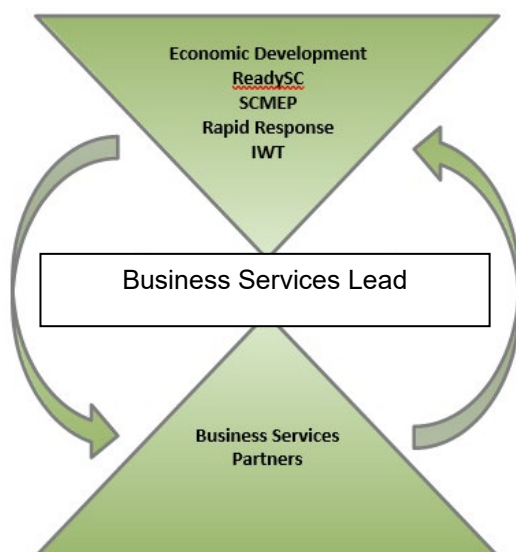 Economic Development
ReadySC
SCMEP
Rapid Response
IWT
Business Services Lead
Business Services
Partners